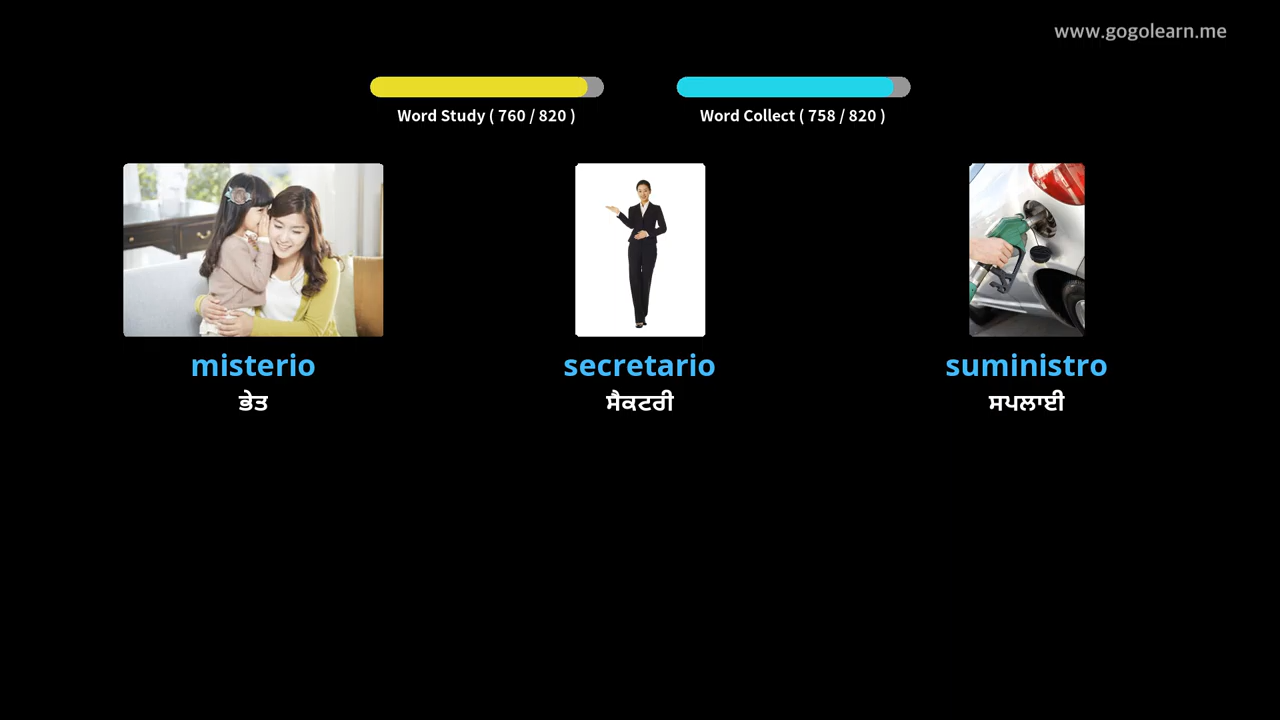 www.gogolearn.me
Word Study ( 760 / 820 )
Word Collect ( 758 / 820 )
misterio
secretario
suministro
ਭੇਤ
ਸੈਕਟਰੀ
ਸਪਲਾਈ